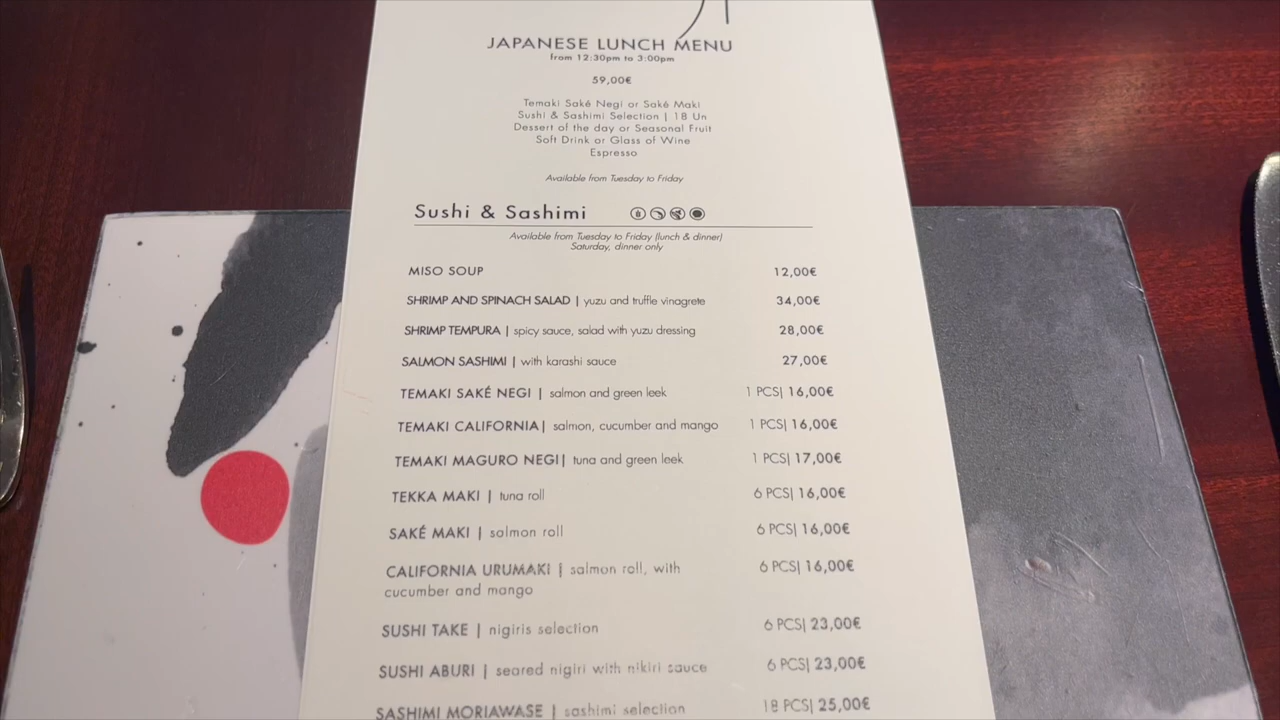 JAPANESE LUNCH MENU
from 12:30pm to 3:00pm
59,00€
Temaki Saké Negi or Saké Maki
Sushi & Sashimi Selection | 18 Un
Dessert of the day or Seasonal Fruit
Soft Drink or Glass of Wine
Espresso
Available from Tuesday to Friday
Sushi & Sashimi
Available from Tuesday to Friday (lunch & dinner)
Saturday, dinner only
MISO SOUP 12,00€
SHRIMP AND SPINACH SALAD | yuzu and truffle vinagrete 34,00€
SHRIMP TEMPURA | spicy sauce, salad with yuzu dressing 28,00€
SALMON SASHIMI | with karashi sauce 27,00€
TEMAKI SAKÉ NEGI | salmon and green leek 1 PCS| 16,00€
TEMAKI CALIFORNIA| salmon, cucumber and mango 1 PCS| 16,00€
TEMAKI MAGURO NEGI| tuna and green leek 1 PCS| 17,00€
TEKKA MAKI | tuna roll 6 PCS| 16,00€
SAKÉ MAKI | salmon roll 6 PCS| 16,00€
CALIFORNIA URUMAKI | salmon roll, with 6 PCS| 16,00€
cucumber and mango
SUSHI TAKE | nigiris selection 6 PCS| 23,00€
SUSHI ABURI | seared nigiri with nikiri sauce 6 PCS| 23,00€
SASHIMI MORIAWASE | sashimi selection 18 PCS| 25,00€